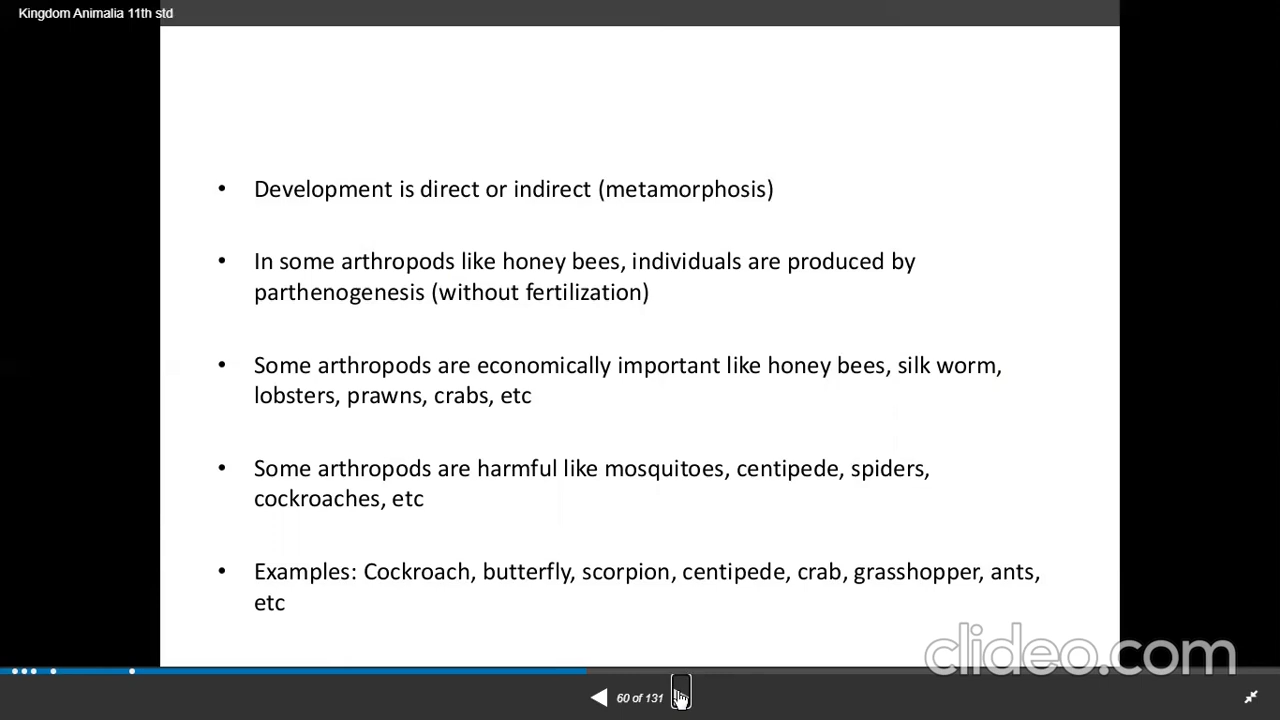 Kingdom Animalia 11th std
• Development is direct or indirect (metamorphosis)
• In some arthropods like honey bees, individuals are produced by
parthenogenesis (without fertilization)
• Some arthropods are economically important like honey bees, silk worm,
lobsters, prawns, crabs, etc
• Some arthropods are harmful like mosquitoes, centipede, spiders,
cockroaches, etc
• Examples: Cockroach, butterfly, scorpion, centipede, crab, grasshopper, ants,
etc
clideo.com
60 of 131